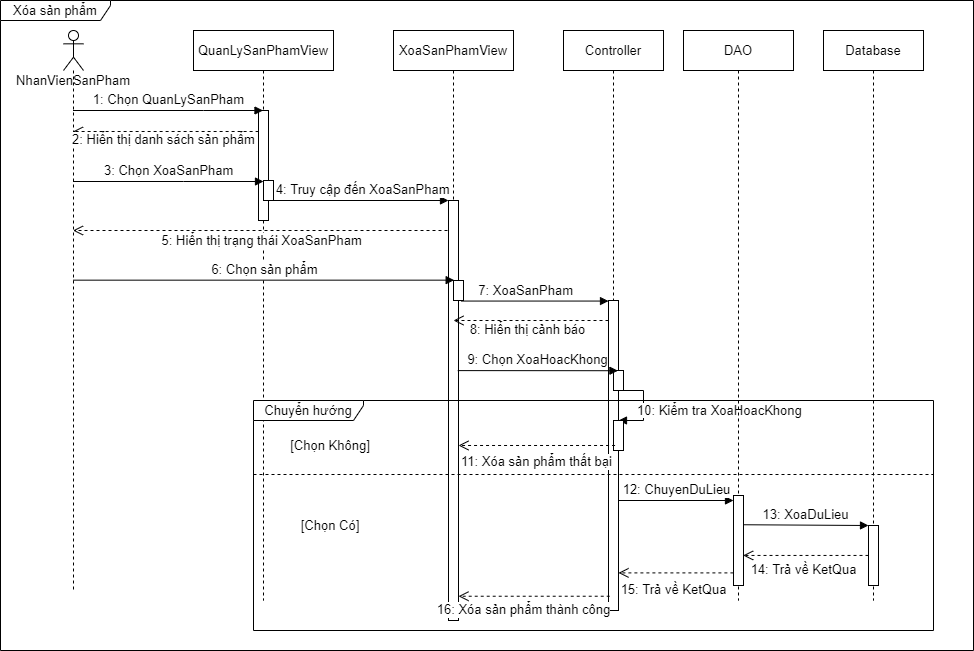 Xóa sản phẩm
NhanVienSanPham
QuanLySanPhamView
XoaSanPhamView
Controller
DAO
Database
1: Chọn QuanLySanPham
2: Hiển thị danh sách sản phẩm
3: Chọn XoaSanPham
4: Truy cập đến XoaSanPham
5: Hiển thị trạng thái XoaSanPham
6: Chọn sản phẩm
7: XoaSanPham
8: Hiển thị cảnh báo
9: Chọn XoaHoacKhong
Chuyển hướng
10: Kiểm tra XoaHoacKhong
[Chọn Không]
11: Xóa sản phẩm thất bại
12: ChuyenDuLieu
13: XoaDuLieu
[Chọn Có]
14: Trả về KetQua
15: Trả về KetQua
16: Xóa sản phẩm thành công